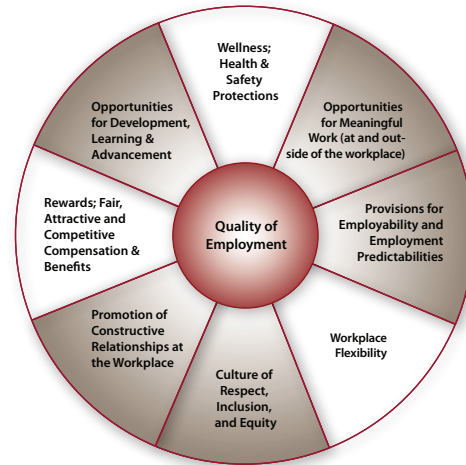 Wellness;
Health &
Safety
Protections
Opportunities
for Meaningful
Work (at and out-
side of the workplace)
Provisions for
Employability and
Employment
Predictabilities
Workplace
Flexibility
Culture of
Respect,
Inclusion,
and Equity
Promotion of
Constructive
Relationships at
the Workplace
Rewards; Fair,
Attractive and
Competitive
Compensation &
Benefits
Opportunities
for Development,
Learning &
Advancement
Quality of
Employment